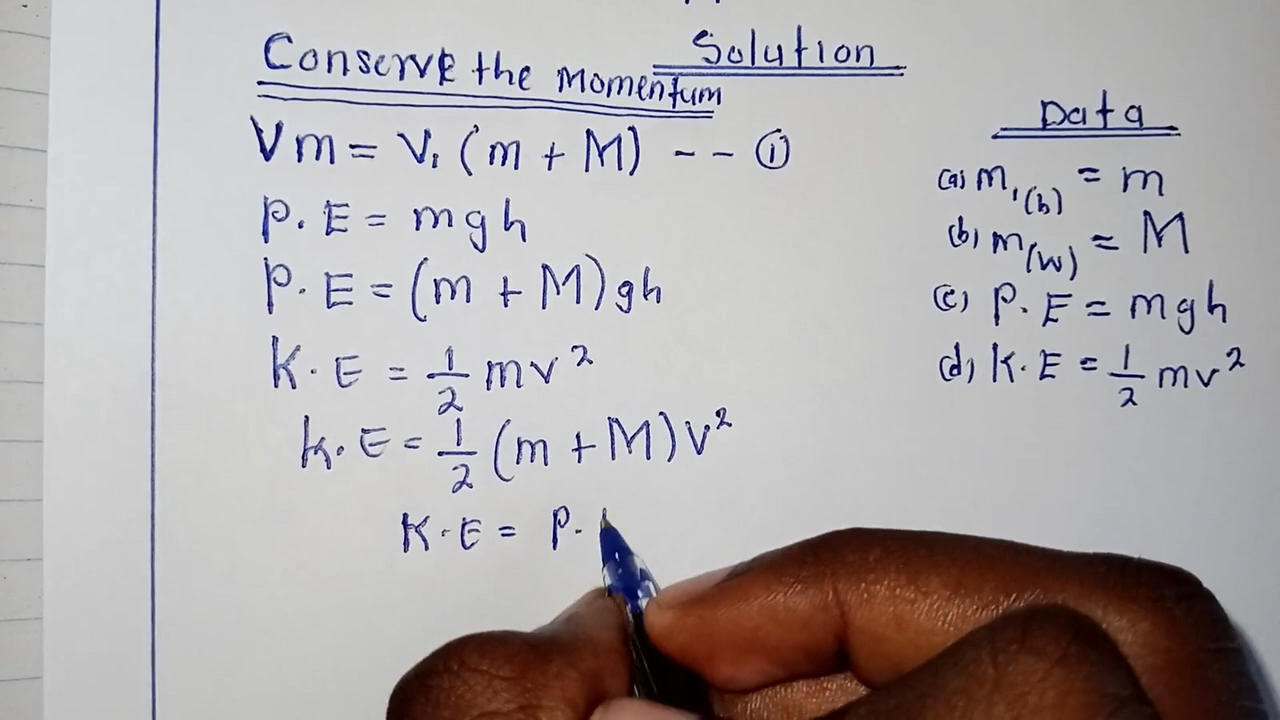 Solution
Conserve the Momentum
Vm = V₁ (m + M) -- ①
P.E = mgh
P.E = (m + M)gh
K.E = 1/2 mv²
K.E = 1/2 (m + M)V²
K.E = P.
Data
(a) m₁(b) = m
(b) m(w) = M
(c) P.E = mgh
(d) K.E = 1/2 mv²